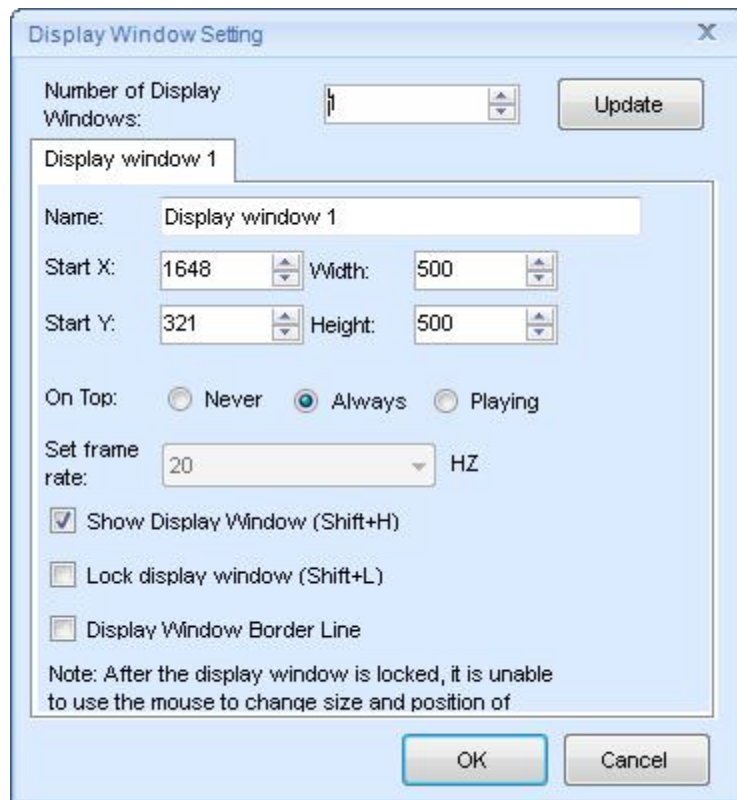 Display Window Setting
Number of Display
Windows:
1
Update
Display window 1
Name:
Display window 1
Start X:
1648
Width:
500
Start Y:
321
Height:
500
On Top:
Never
Always
Playing
Set frame
rate:
20
HZ
Show Display Window (Shift+H)
Lock display window (Shift+L)
Display Window Border Line
Note: After the display window is locked, it is unable
to use the mouse to change size and position of
OK
Cancel